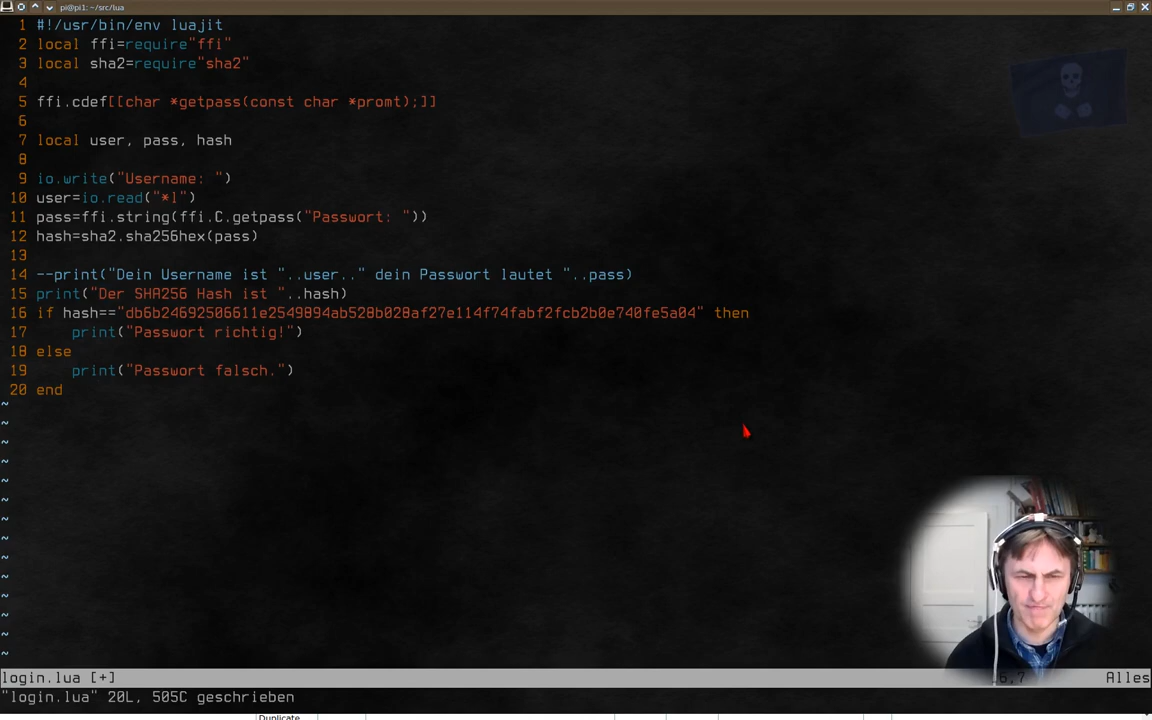 pi@pi1: ~/src/lua
1 #!/usr/bin/env luajit
2 local ffi=require"ffi"
3 local sha2=require"sha2"
4
5 ffi.cdef[[char *getpass(const char *promt);]]
6
7 local user, pass, hash
8
9 io.write("Username: ")
10 user=io.read("*l")
11 pass=ffi.string(ffi.C.getpass("Passwort: "))
12 hash=sha2.sha256hex(pass)
13
14 --print("Dein Username ist "..user.." dein Passwort lautet "..pass)
15 print("Der SHA256 Hash ist "..hash)
16 if hash=="db6b24692506611e2549894ab528b028af27e114f74fabf2fcb2b0e740fe5a04" then
17     print("Passwort richtig!")
18 else
19     print("Passwort falsch.")
20 end
~
~
~
~
~
~
~
~
~
~
~
~
~
~
login.lua [+] 6,7 Alles
"login.lua" 20L, 505C geschrieben
Duplicate